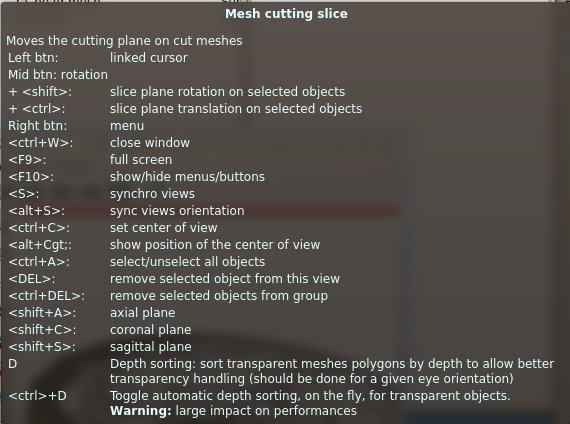 Mesh cutting slice
Moves the cutting plane on cut meshes
Left btn: linked cursor
Mid btn: rotation
+ <shift>: slice plane rotation on selected objects
+ <ctrl>: slice plane translation on selected objects
Right btn: menu
<ctrl+W>: close window
<F9>: full screen
<F10>: show/hide menus/buttons
<S>: synchro views
<alt+S>: sync views orientation
<ctrl+C>: set center of view
<alt+Cgt;: show position of the center of view
<ctrl+A>: select/unselect all objects
<DEL>: remove selected object from this view
<ctrl+DEL>: remove selected objects from group
<shift+A>: axial plane
<shift+C>: coronal plane
<shift+S>: sagittal plane
D Depth sorting: sort transparent meshes polygons by depth to allow better
transparency handling (should be done for a given eye orientation)
<ctrl>+D Toggle automatic depth sorting, on the fly, for transparent objects.
Warning: large impact on performances